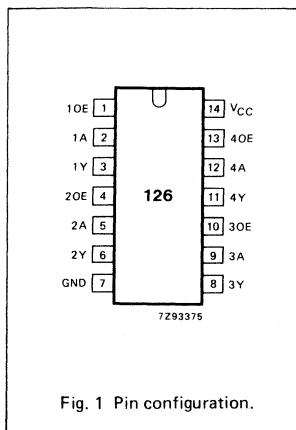 1OE 1 14 VCC
1A 2 13 4OE
1Y 3 12 4A
2OE 4 126 11 4Y
2A 5 10 3OE
2Y 6 9 3A
GND 7 8 3Y
7Z93375
Fig. 1 Pin configuration.